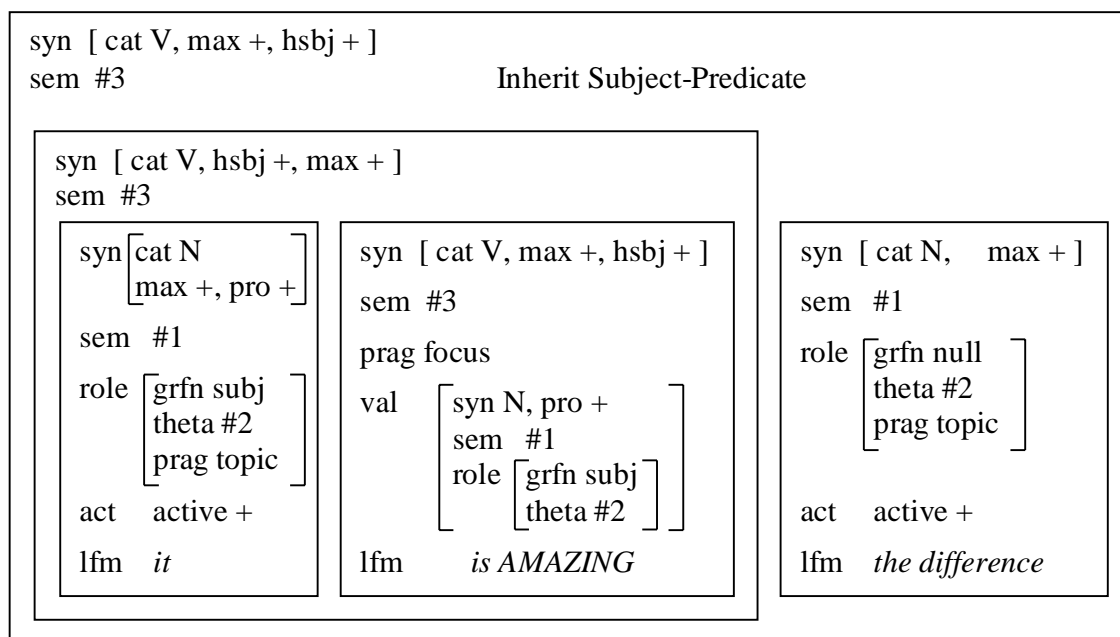 syn [ cat V, max +, hsbj + ]
sem #3 Inherit Subject-Predicate
syn [ cat V, hsbj +, max + ]
sem #3
syn [cat N
max +, pro +]
sem #1
role [grfn subj
theta #2
prag topic]
act active +
lfm it
syn [ cat V, max +, hsbj + ]
sem #3
prag focus
val [syn N, pro +
sem #1
role [grfn subj
theta #2] ]
lfm is AMAZING
syn [ cat N, max + ]
sem #1
role [grfn null
theta #2
prag topic]
act active +
lfm the difference